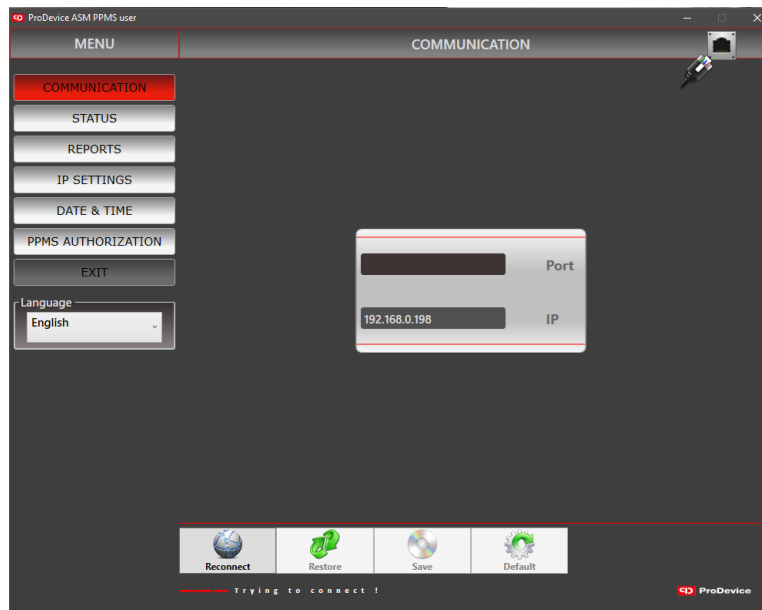 ProDevice ASM PPMS user
MENU
COMMUNICATION
COMMUNICATION
STATUS
REPORTS
IP SETTINGS
DATE & TIME
PPMS AUTHORIZATION
EXIT
Language
English
Port
192.168.0.198 IP
Reconnect Restore Save Default
Trying to connect !
ProDevice